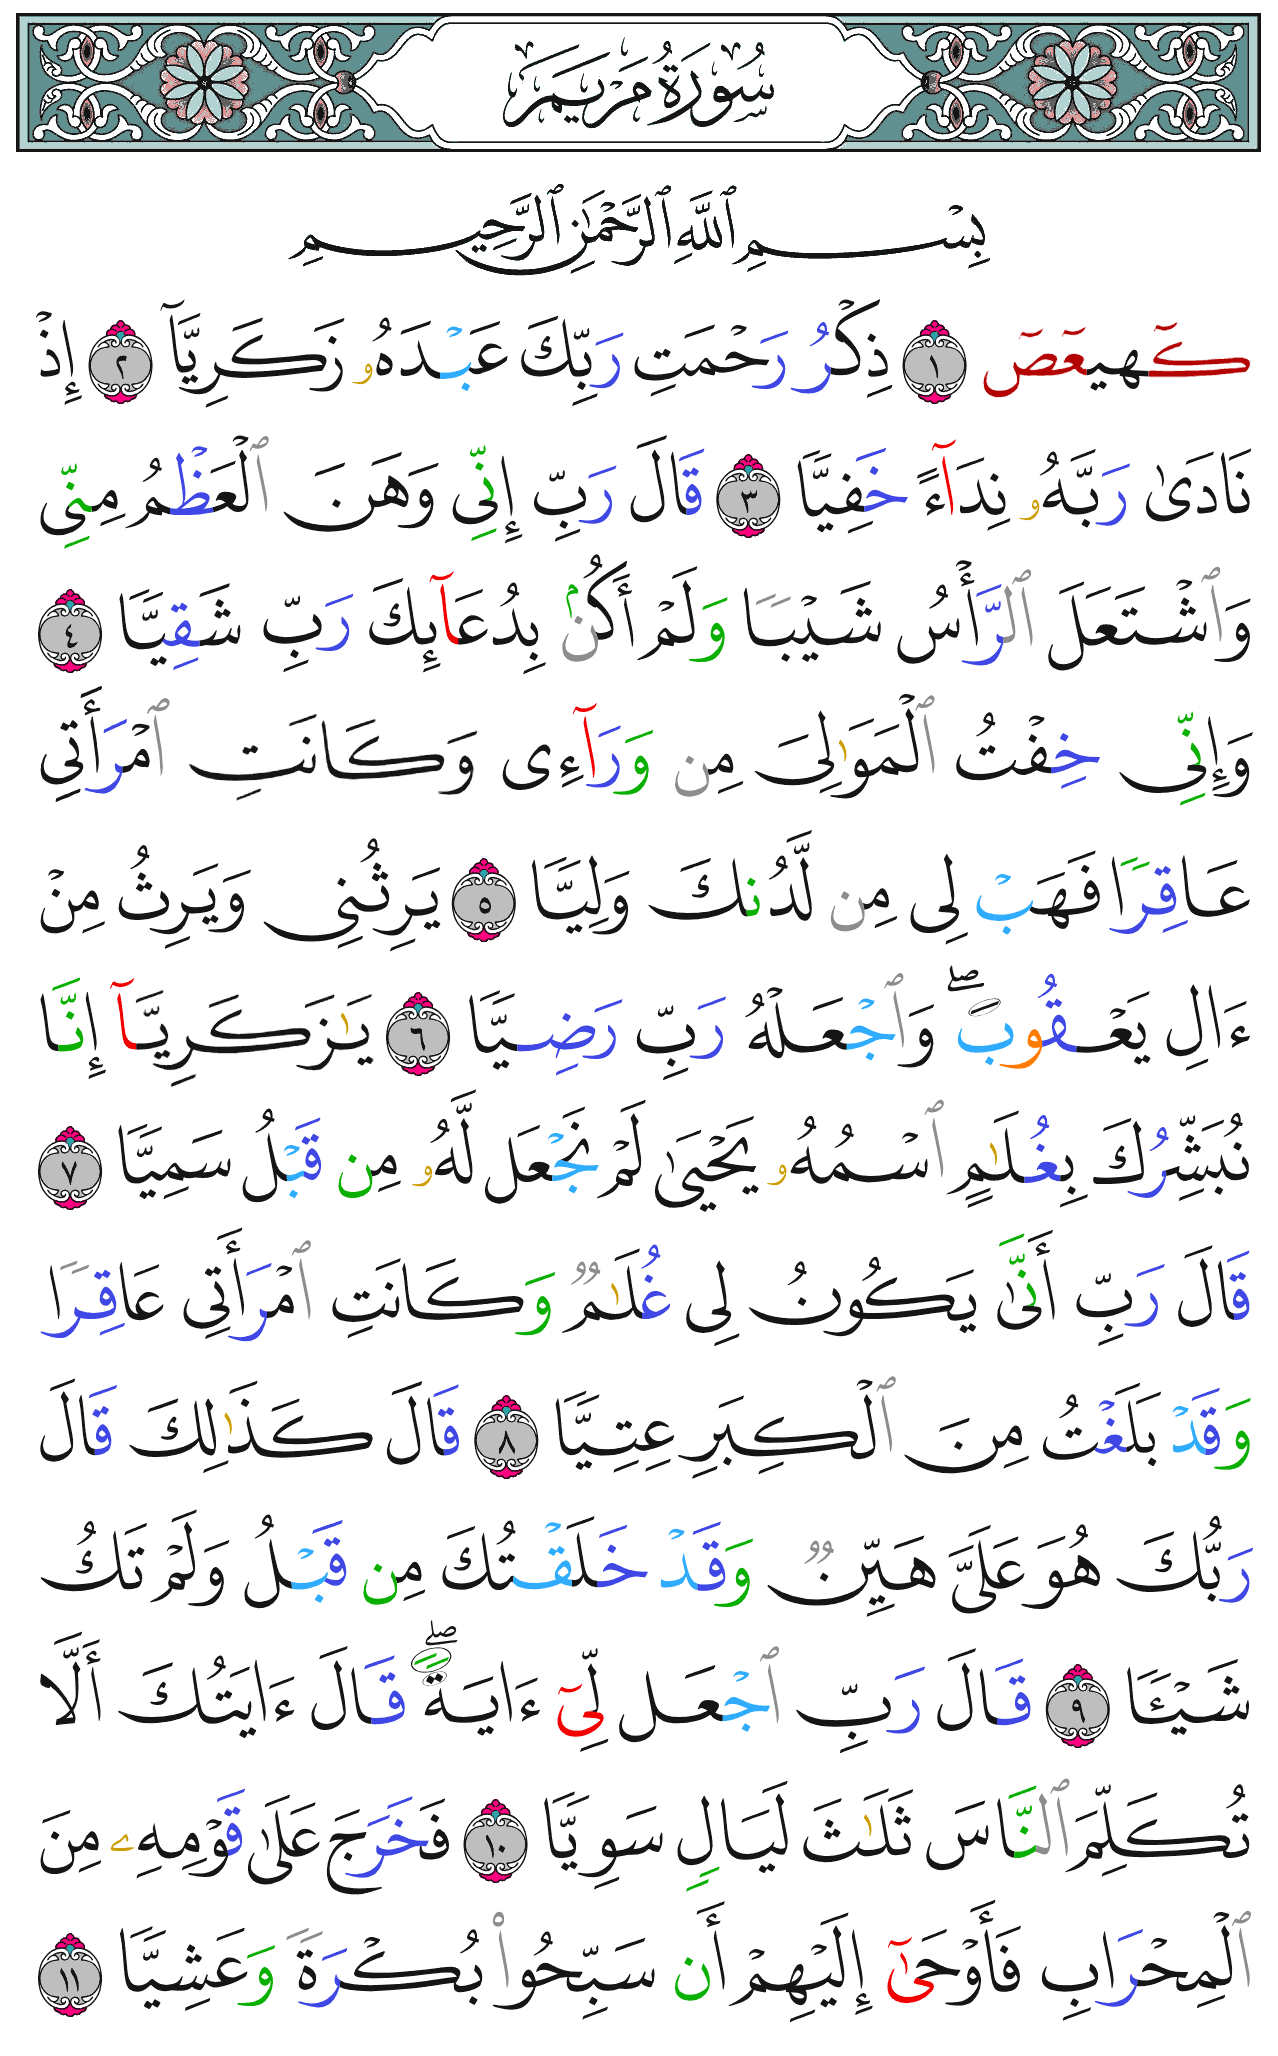 سُورَةُ مَرْيَمَ
بِسْمِ ٱللَّهِ ٱلرَّحْمَٰنِ ٱلرَّحِيمِ
كٓهيعٓصٓ ١ ذِكْرُ رَحْمَتِ رَبِّكَ عَبْدَهُۥ زَكَرِيَّآ ٢ إِذْ
نَادَىٰ رَبَّهُۥ نِدَآءً خَفِيًّا ٣ قَالَ رَبِّ إِنِّى وَهَنَ ٱلْعَظْمُ مِنِّى
وَٱشْتَعَلَ ٱلرَّأْسُ شَيْبًا وَلَمْ أَكُنۢ بِدُعَآئِكَ رَبِّ شَقِيًّا ٤
وَإِنِّى خِفْتُ ٱلْمَوَٰلِىَ مِن وَرَآءِى وَكَانَتِ ٱمْرَأَتِى
عَاقِرًا فَهَبْ لِى مِن لَّدُنكَ وَلِيًّا ٥ يَرِثُنِى وَيَرِثُ مِنْ
ءَالِ يَعْقُوبَ ۖ وَٱجْعَلْهُ رَبِّ رَضِيًّا ٦ يَـٰزَكَرِيَّآ إِنَّا
نُبَشِّرُكَ بِغُلَـٰمٍ ٱسْمُهُۥ يَحْيَىٰ لَمْ نَجْعَل لَّهُۥ مِن قَبْلُ سَمِيًّا ٧
قَالَ رَبِّ أَنَّىٰ يَكُونُ لِى غُلَـٰمٌ وَكَانَتِ ٱمْرَأَتِى عَاقِرًا
وَقَدْ بَلَغْتُ مِنَ ٱلْكِبَرِ عِتِيًّا ٨ قَالَ كَذَٰلِكَ قَالَ
رَبُّكَ هُوَ عَلَىَّ هَيِّنٌ وَقَدْ خَلَقْتُكَ مِن قَبْلُ وَلَمْ تَكُ
شَيْـًٔا ٩ قَالَ رَبِّ ٱجْعَل لِّىٓ ءَايَةً ۖ قَالَ ءَايَتُكَ أَلَّا
تُكَلِّمَ ٱلنَّاسَ ثَلَـٰثَ لَيَالٍ سَوِيًّا ١٠ فَخَرَجَ عَلَىٰ قَوْمِهِۦ مِنَ
ٱلْمِحْرَابِ فَأَوْحَىٰٓ إِلَيْهِمْ أَن سَبِّحُوا۟ بُكْرَةً وَعَشِيًّا ١١